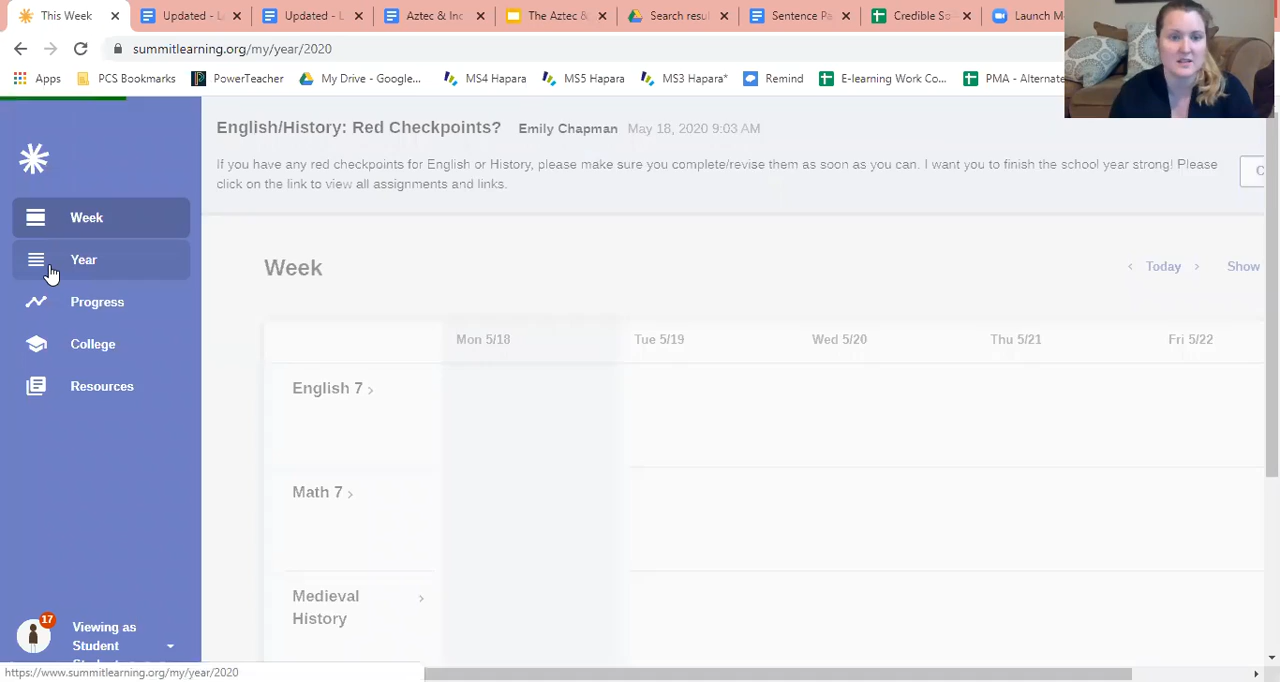 This Week
Updated - L
Updated - L
Aztec & Inc
The Aztec &
Search resul
Sentence Pa
Credible So
Launch M
summitlearning.org/my/year/2020
Apps
PCS Bookmarks
PowerTeacher
My Drive - Google...
MS4 Hapara
MS5 Hapara
MS3 Hapara*
Remind
E-learning Work Co...
PMA - Alternate
English/History: Red Checkpoints? Emily Chapman May 18, 2020 9:03 AM
If you have any red checkpoints for English or History, please make sure you complete/revise them as soon as you can. I want you to finish the school year strong! Please
click on the link to view all assignments and links.
Week
Year
Progress
College
Resources
Week
Today
Show
Mon 5/18
Tue 5/19
Wed 5/20
Thu 5/21
Fri 5/22
English 7
Math 7
Medieval
History
17
Viewing as
Student
https://www.summitlearning.org/my/year/2020